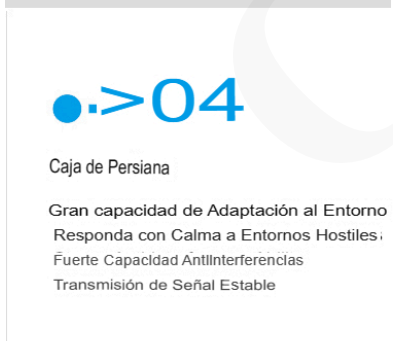 ●·>04
Caja de Persiana
Gran capacidad de Adaptación al Entorno
Responda con Calma a Entornos Hostiles
Fuerte Capacidad AntiInterferencias
Transmisión de Señal Estable